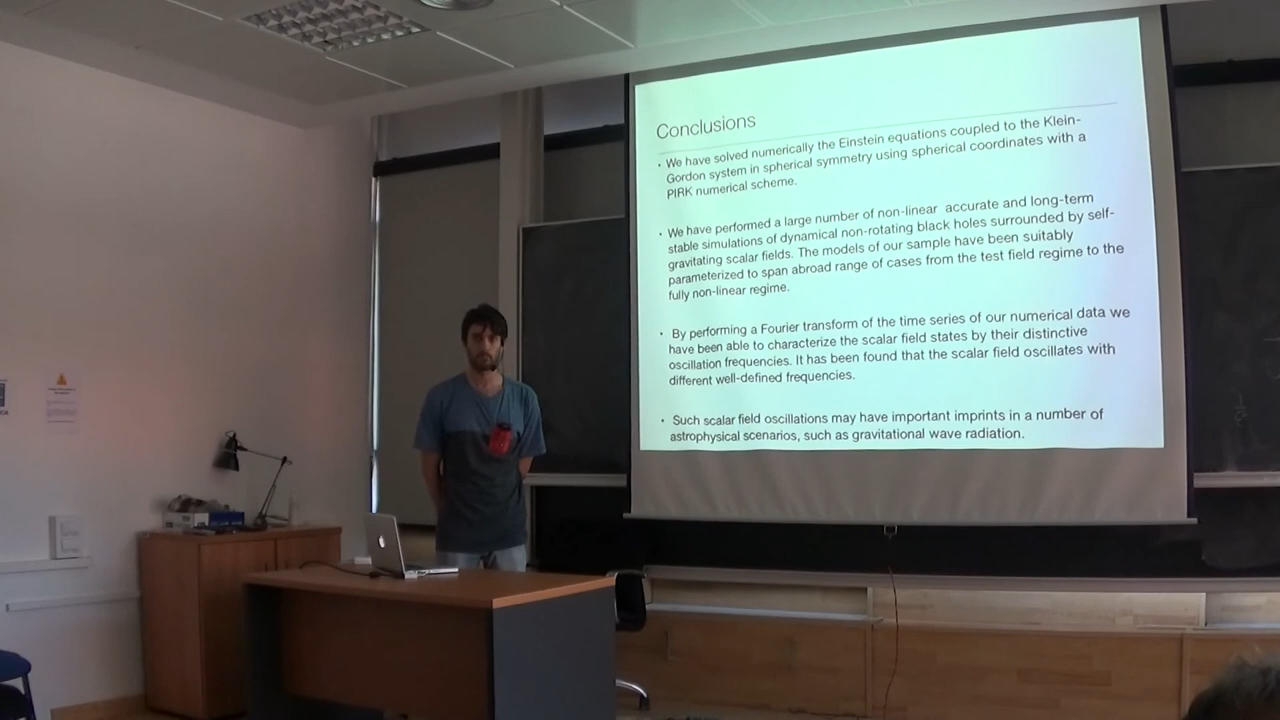 Conclusions
• We have solved numerically the Einstein equations coupled to the Klein-
Gordon system in spherical symmetry using spherical coordinates with a
PIRK numerical scheme.
• We have performed a large number of non-linear accurate and long-term
stable simulations of dynamical non-rotating black holes surrounded by self-
gravitating scalar fields. The models of our sample have been suitably
parameterized to span abroad range of cases from the test field regime to the
fully non-linear regime.
• By performing a Fourier transform of the time series of our numerical data we
have been able to characterize the scalar field states by their distinctive
oscillation frequencies. It has been found that the scalar field oscillates with
different well-defined frequencies.
• Such scalar field oscillations may have important imprints in a number of
astrophysical scenarios, such as gravitational wave radiation.